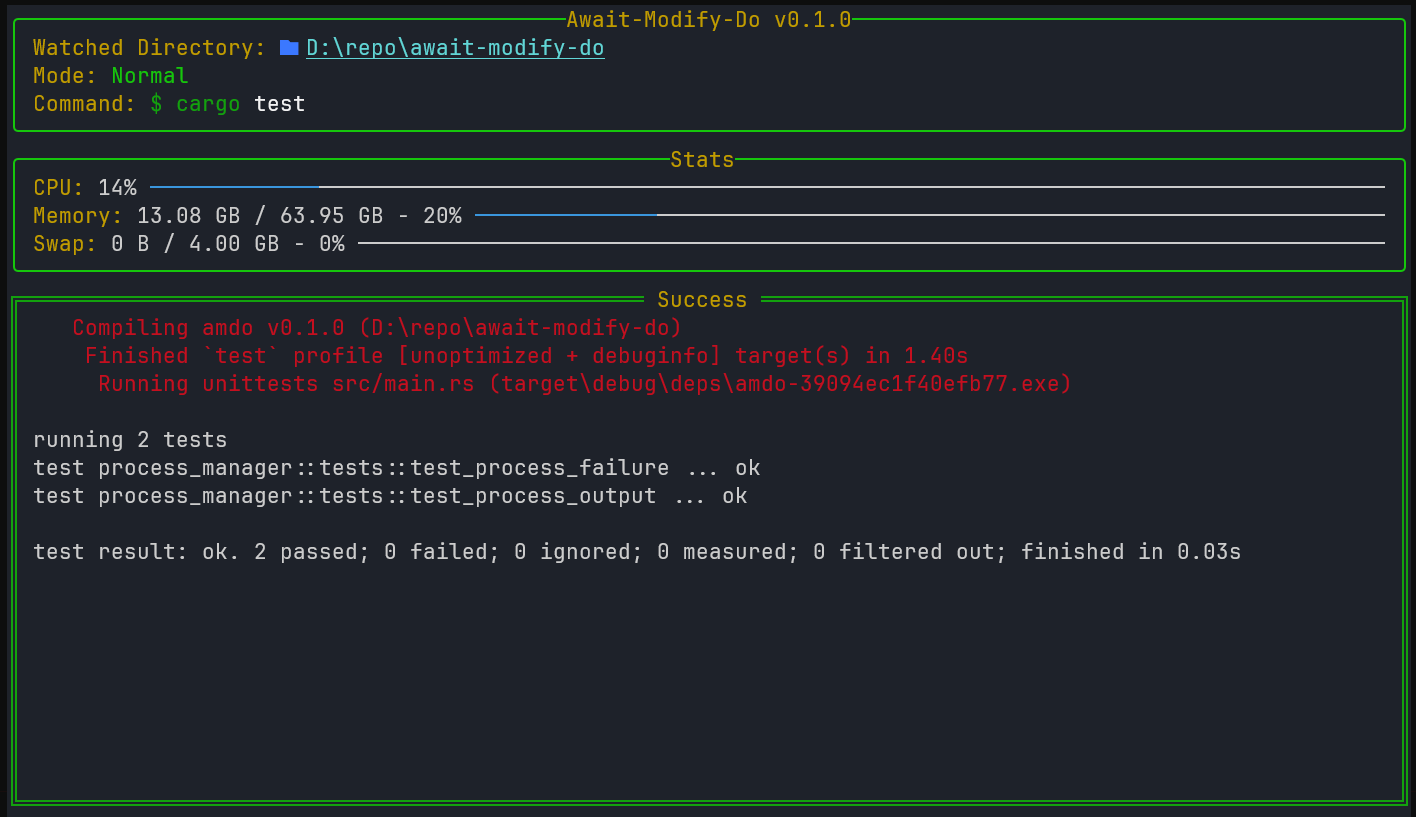 Await-Modify-Do v0.1.0
Watched Directory: D:\repo\await-modify-do
Mode: Normal
Command: $ cargo test
Stats
CPU: 14%
Memory: 13.08 GB / 63.95 GB - 20%
Swap: 0 B / 4.00 GB - 0%
Success
Compiling amdo v0.1.0 (D:\repo\await-modify-do)
Finished `test` profile [unoptimized + debuginfo] target(s) in 1.40s
Running unittests src/main.rs (target\debug\deps\amdo-39094ec1f40efb77.exe)
running 2 tests
test process_manager::tests::test_process_failure ... ok
test process_manager::tests::test_process_output ... ok
test result: ok. 2 passed; 0 failed; 0 ignored; 0 measured; 0 filtered out; finished in 0.03s